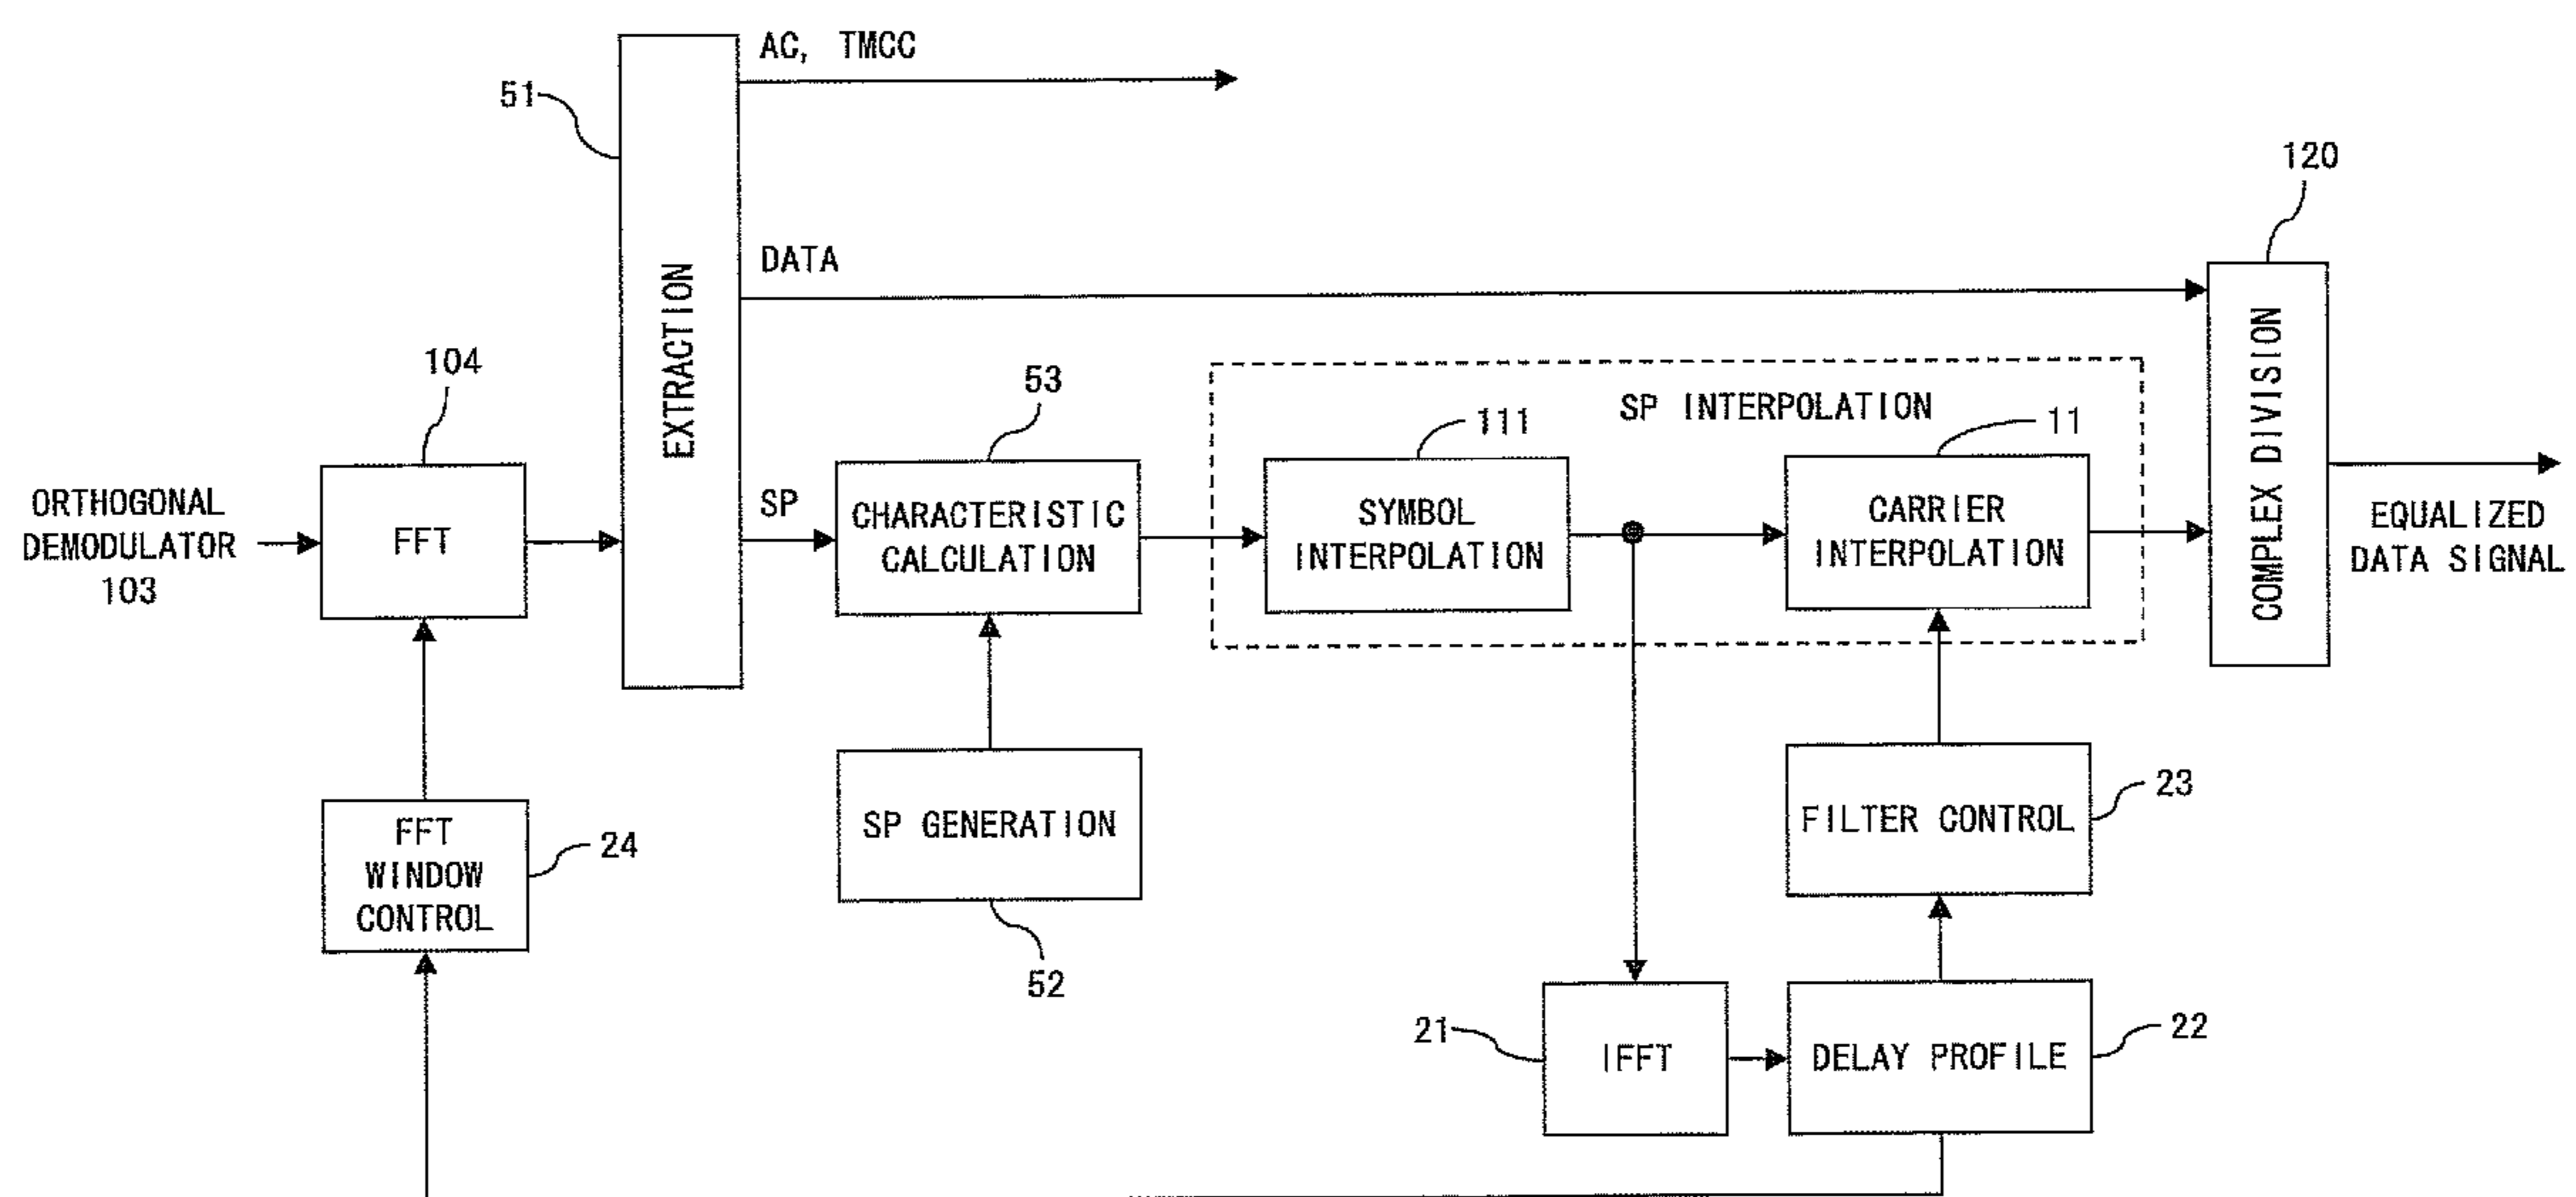 AC, TMCC
51
120
DATA
104
53
SP INTERPOLATION
111
11
EXTRACTION
COMPLEX DIVISION
ORTHOGONAL
DEMODULATOR
103
FFT
SP
CHARACTERISTIC
CALCULATION
SYMBOL
INTERPOLATION
CARRIER
INTERPOLATION
EQUALIZED
DATA SIGNAL
FFT
WINDOW
CONTROL
24
SP GENERATION
52
FILTER CONTROL
23
21
IFFT
DELAY PROFILE
22